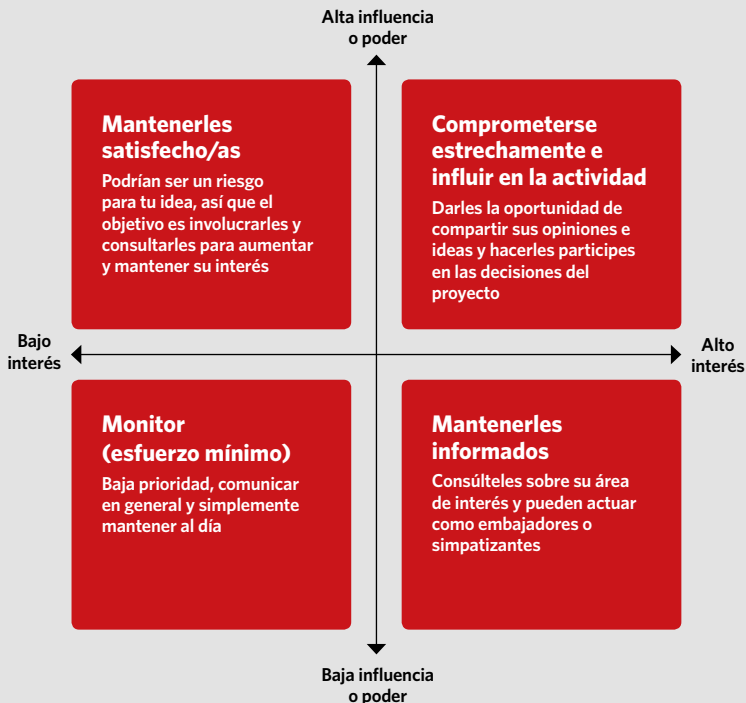 Alta influencia
o poder
Mantenerles
satisfecho/as
Podrían ser un riesgo
para tu idea, así que el
objetivo es involucrarles y
consultarles para aumentar
y mantener su interés
Comprometerse
estrechamente e
influir en la actividad
Darles la oportunidad de
compartir sus opiniones e
ideas y hacerles participes
en las decisiones del
proyecto
Bajo
interés
Alto
interés
Monitor
(esfuerzo mínimo)
Baja prioridad, comunicar
en general y simplemente
mantener al día
Mantenerles
informados
Consúlteles sobre su área
de interés y pueden actuar
como embajadores o
simpatizantes
Baja influencia
o poder